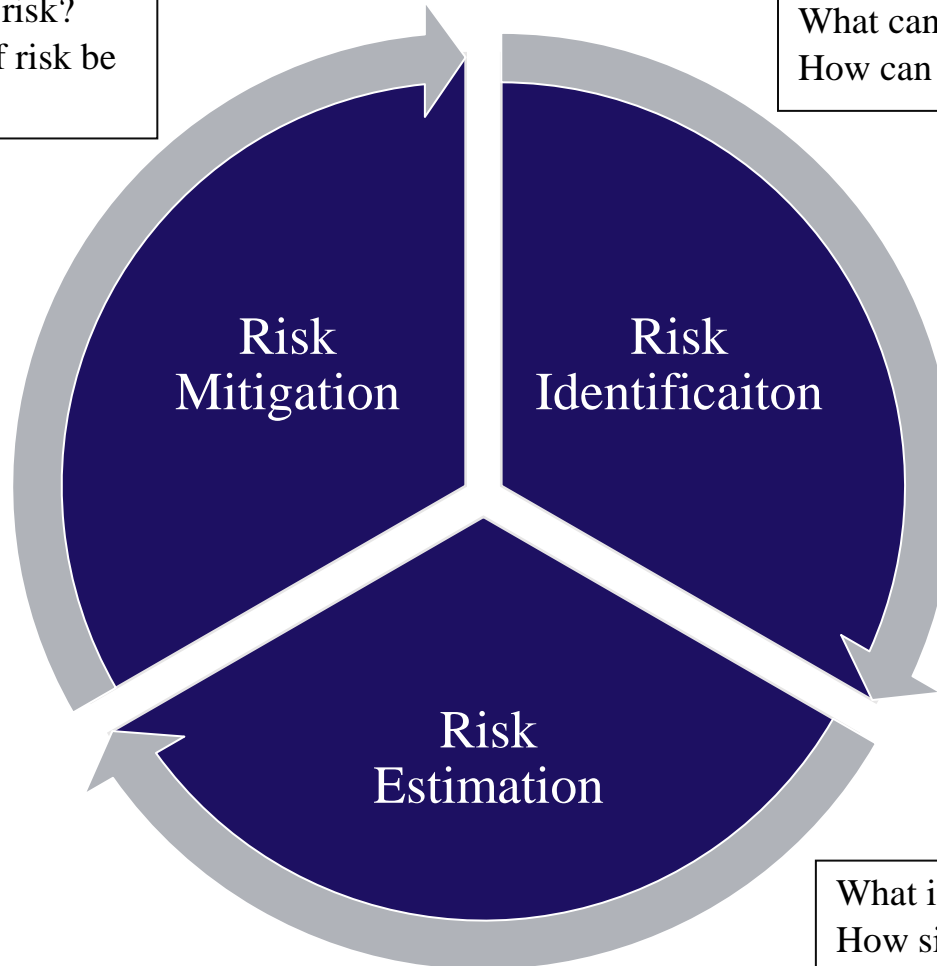 risk?
f risk be
What can
How can
Risk
Mitigation
Risk
Identificaiton
Risk
Estimation
What i
How si